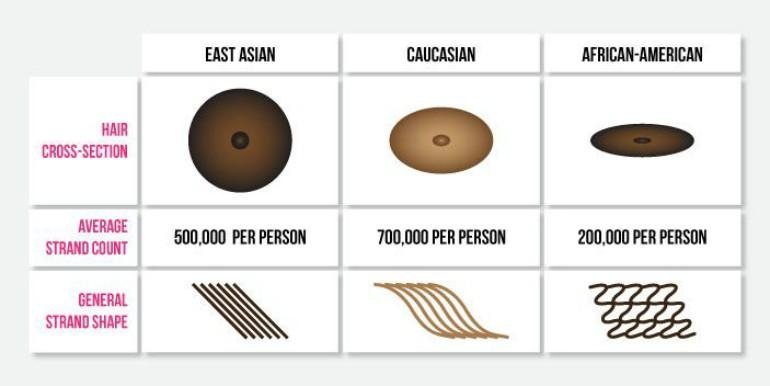 EAST ASIAN
CAUCASIAN
AFRICAN-AMERICAN
HAIR
CROSS-SECTION
AVERAGE
STRAND COUNT
500,000 PER PERSON
700,000 PER PERSON
200,000 PER PERSON
GENERAL
STRAND SHAPE